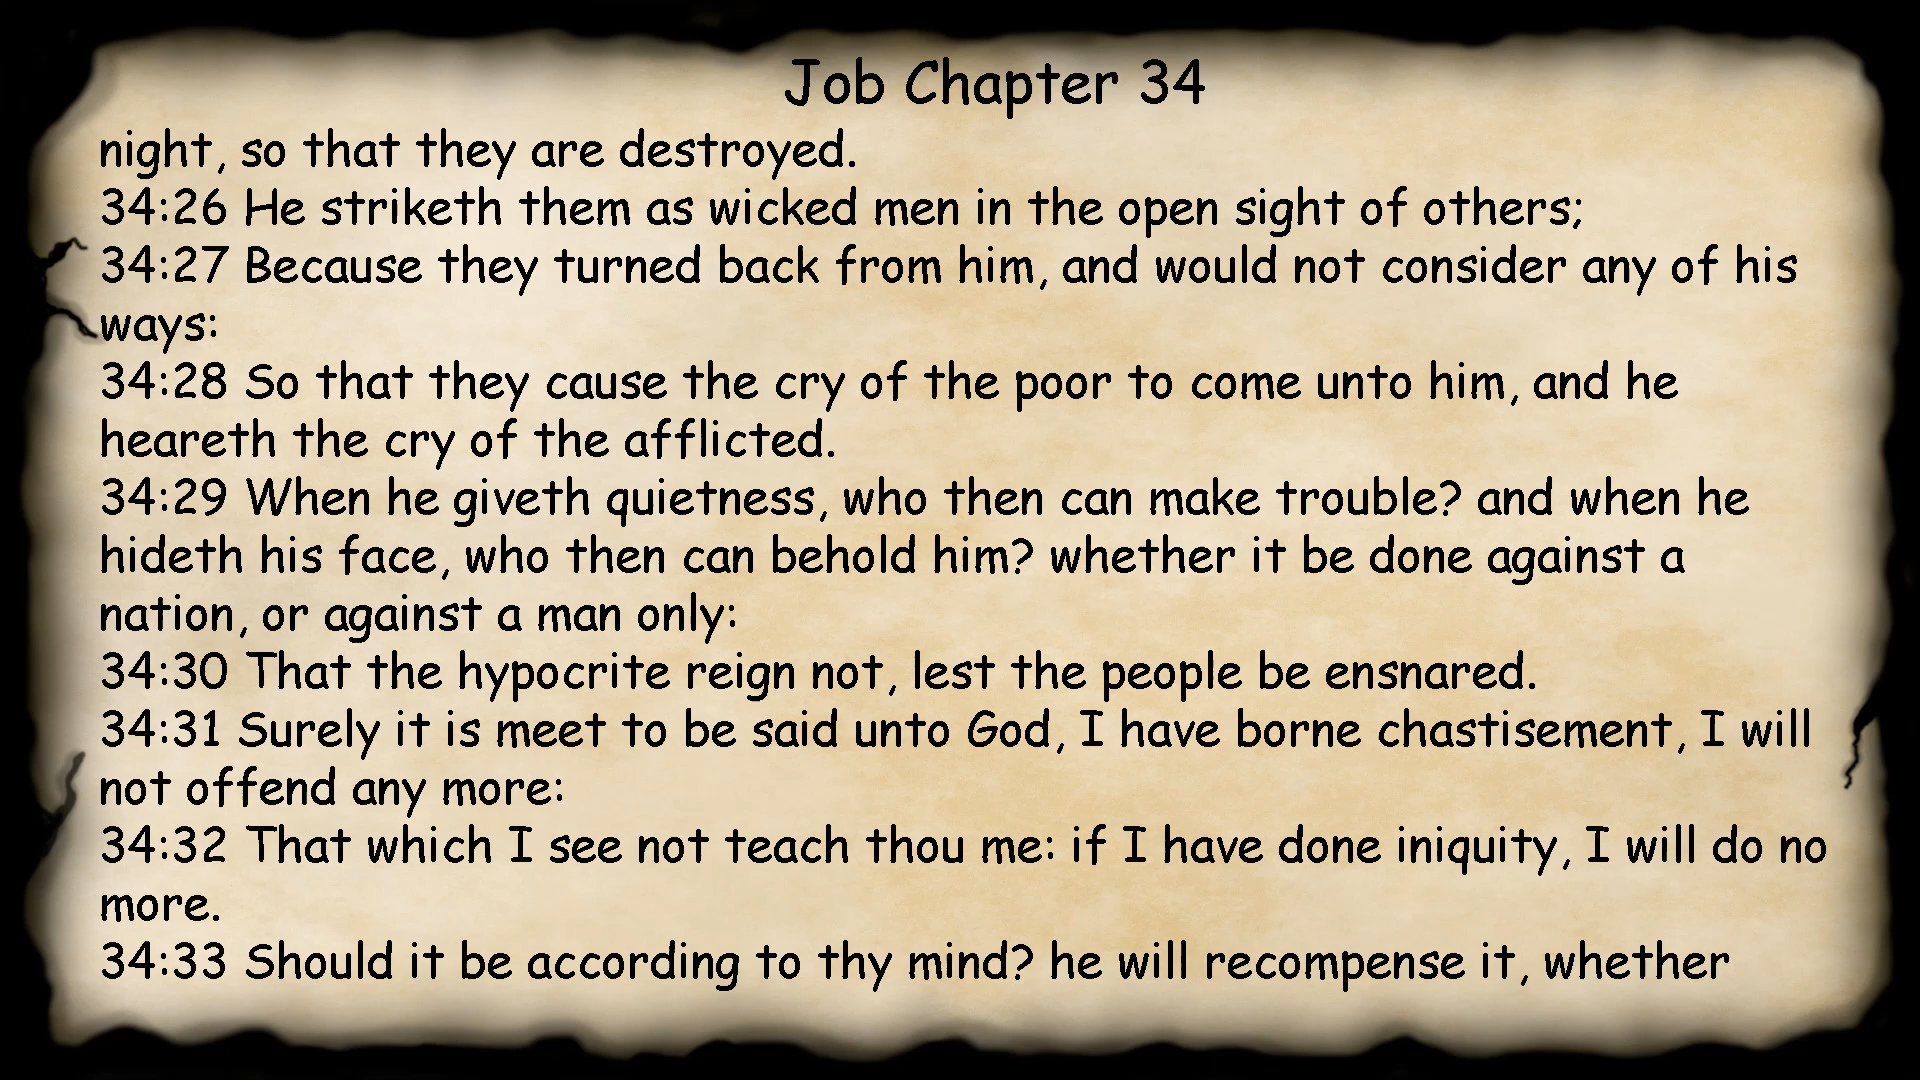 Job Chapter 34
night, so that they are destroyed.
34:26 He striketh them as wicked men in the open sight of others;
34:27 Because they turned back from him, and would not consider any of his
ways:
34:28 So that they cause the cry of the poor to come unto him, and he
heareth the cry of the afflicted.
34:29 When he giveth quietness, who then can make trouble? and when he
hideth his face, who then can behold him? whether it be done against a
nation, or against a man only:
34:30 That the hypocrite reign not, lest the people be ensnared.
34:31 Surely it is meet to be said unto God, I have borne chastisement, I will
not offend any more:
34:32 That which I see not teach thou me: if I have done iniquity, I will do no
more.
34:33 Should it be according to thy mind? he will recompense it, whether